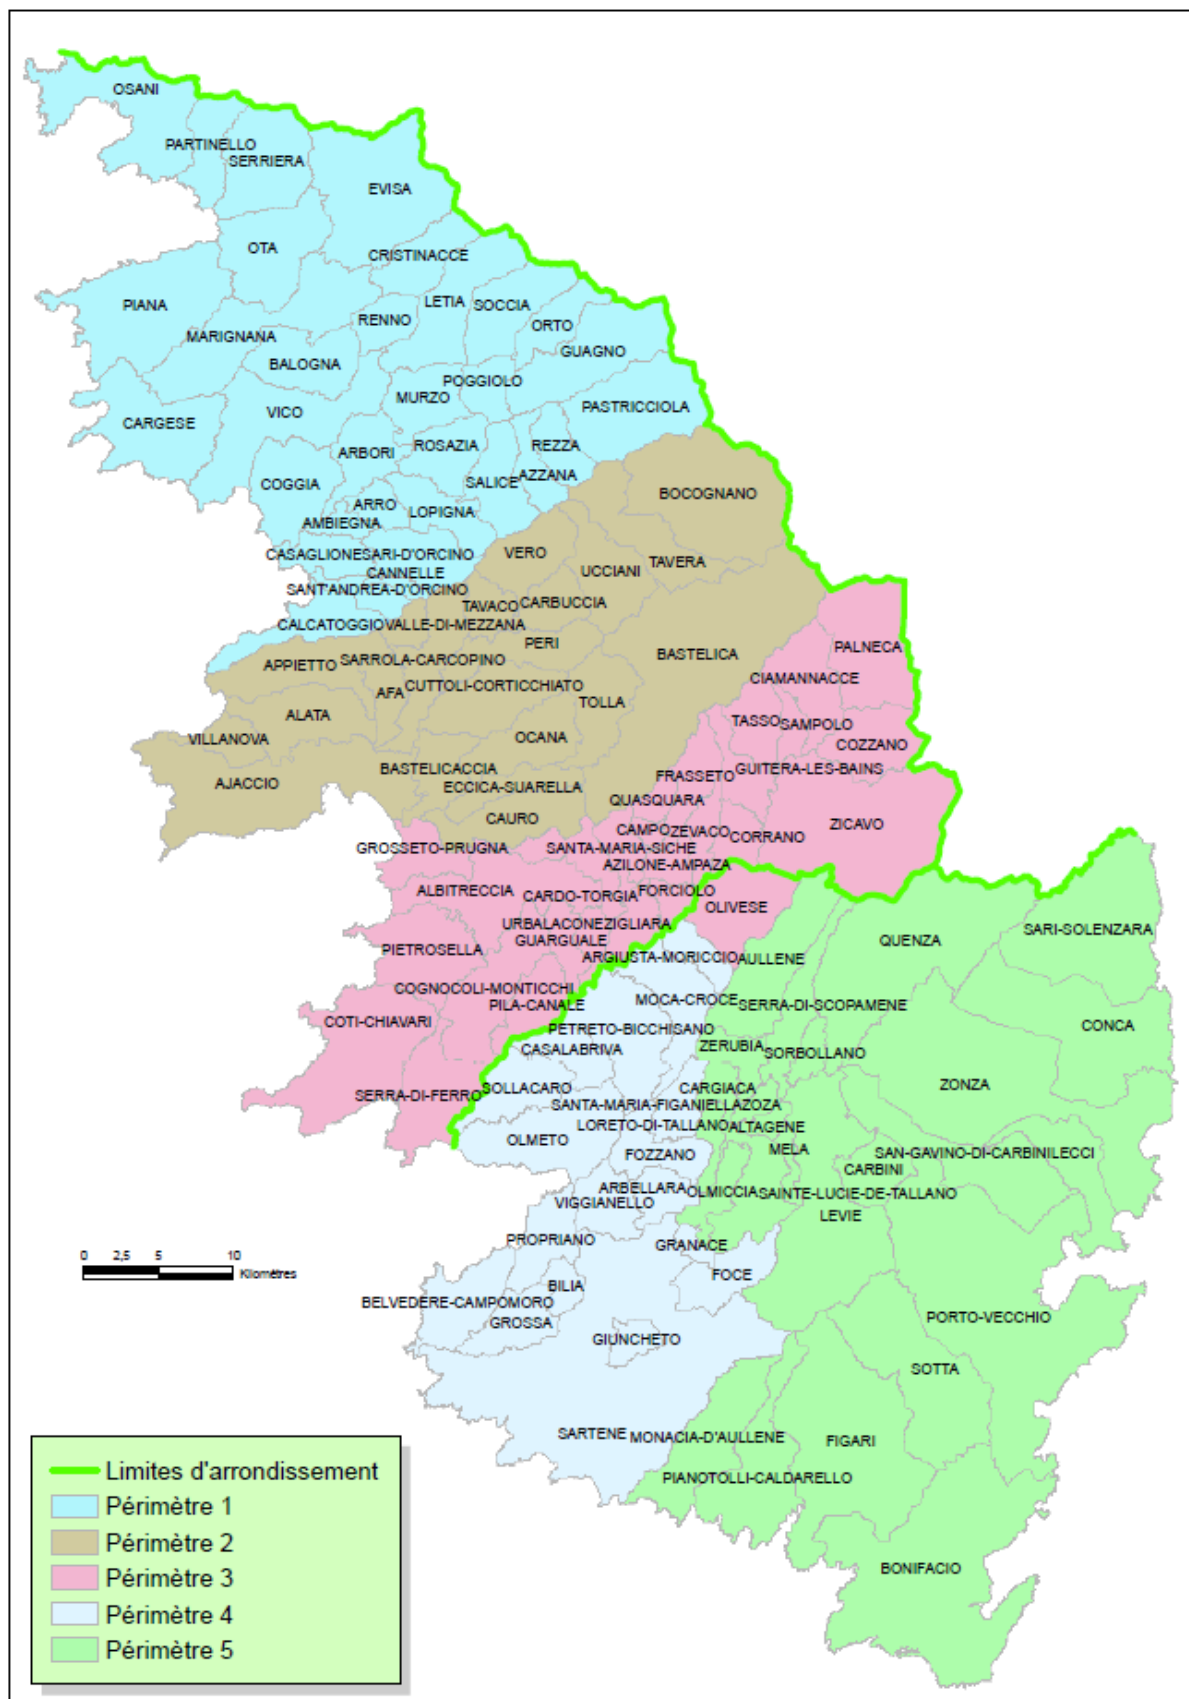 OSANI
PARTINELLO
SERRIERA
EVISA
OTA
CRISTINACCE
PIANA
LETIA
SOCCIA
RENNO
ORTO
MARIGNANA
GUAGNO
BALOGNA
POGGIOLO
MURZO
PASTRICCIOLA
VICO
CARGESE
ARBORI
ROSAZIA
REZZA
COGGIA
SALICE
AZZANA
BOCOGNANO
ARRO
LOPIGNA
AMBIEGNA
CASAGLIONE
SARI-D'ORCINO
VERO
TAVERA
CANNELLE
UCCIANI
SANT'ANDREA-D'ORCINO
TAVACO
CARBUCCIA
CALCATOGGIO
VALLE-DI-MEZZANA
PERI
PALNECA
BASTELICA
APPIETTO
SARROLA-CARCOPINO
CIAMANNACCE
AFA
CUTTOLI-CORTICCHIATO
TOLLA
ALATA
TASSO
SAMPOLO
VILLANOVA
OCANA
COZZANO
BASTELICACCIA
GUITERA-LES-BAINS
FRASSETO
AJACCIO
ECCICA-SUARELLA
QUASQUARA
CAURO
ZICAVO
CAMPO
ZEVACO
CORRANO
GROSSETO-PRUGNA
SANTA-MARIA-SICHE
AZILONE-AMPAZA
ALBITRECCIA
CARDO-TORGIA
FORCIOLO
OLIVESE
URBALACONE
ZIGLIARA
SARI-SOLENZARA
GUARGUALE
QUENZA
PIETROSELLA
ARGIUSTA-MORICCIO
AULLENE
COGNOCOLI-MONTICCHI
MOCA-CROCE
PILA-CANALE
SERRA-DI-SCOPAMENE
COTI-CHIAVARI
PETRETO-BICCHISANO
CONCA
CASALABRIVA
ZERUBIA
SORBOLLANO
SOLLACARO
CARGIACA
ZONZA
SERRA-DI-FERRO
SANTA-MARIA-FIGANIELLA
ZOZA
LORETO-DI-TALLANO
ALTAGENE
OLMETO
FOZZANO
MELA
SAN-GAVINO-DI-CARBINI
LECCI
CARBINI
ARBELLARA
OLMICCIA
SAINTE-LUCIE-DE-TALLANO
VIGGIANELLO
LEVIE
PROPRIANO
GRANACE
FOCE
BILIA
BELVEDERE-CAMPOMORO
GROSSA
PORTO-VECCHIO
GIUNCHETO
SOTTA
SARTENE
MONACIA-D'AULLENE
FIGARI
PIANOTOLLI-CALDARELLO
BONIFACIO
0 2,5 5 10
Kilomètres
Limites d'arrondissement
Périmètre 1
Périmètre 2
Périmètre 3
Périmètre 4
Périmètre 5